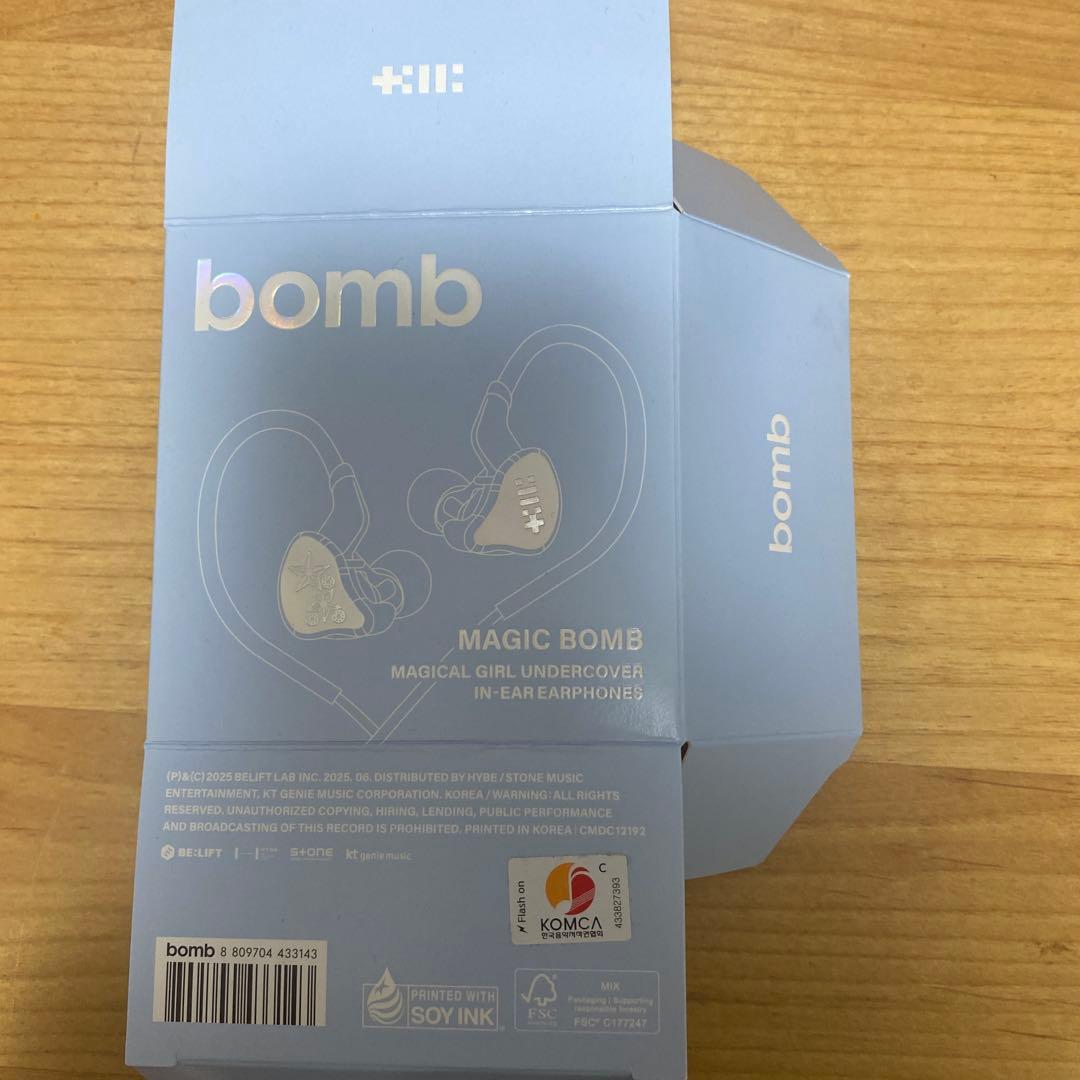 bomb
MAGIC BOMB
MAGICAL GIRL UNDERCOVER
IN-EAR EARPHONES
bomb
(P)&(C) 2025 BELIFT LAB INC. 2025. 06. DISTRIBUTED BY HYBE / STONE MUSIC
ENTERTAINMENT, KT GENIE MUSIC CORPORATION. KOREA / WARNING: ALL RIGHTS
RESERVED. UNAUTHORIZED COPYING, HIRING, LENDING, PUBLIC PERFORMANCE
AND BROADCASTING OF THIS RECORD IS PROHIBITED. PRINTED IN KOREA | CMDC12192
BE:LIFT
STONE
kt genie music
Flash on
C
KOMCA
한국음악저작권협회
433827393
bomb 8 809704 433143
PRINTED WITH
SOY INK
FSC
MIX
Packaging | Supporting
responsible forestry
FSC® C177247